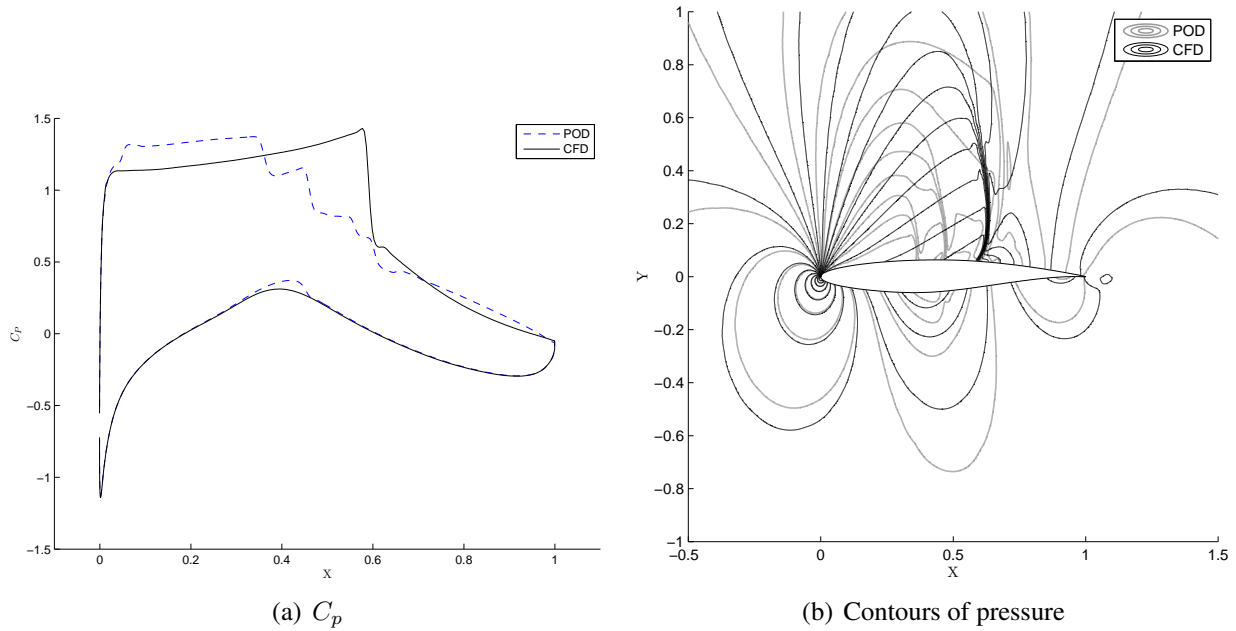 1.5
1
0.5
0
−0.5
−1
−1.5
0 0.2 0.4 0.6 0.8 1
C_p
X
POD
CFD
(a) C_p
1
0.8
0.6
0.4
0.2
0
−0.2
−0.4
−0.6
−0.8
−1
−0.5 0 0.5 1 1.5
Y
X
POD
CFD
(b) Contours of pressure